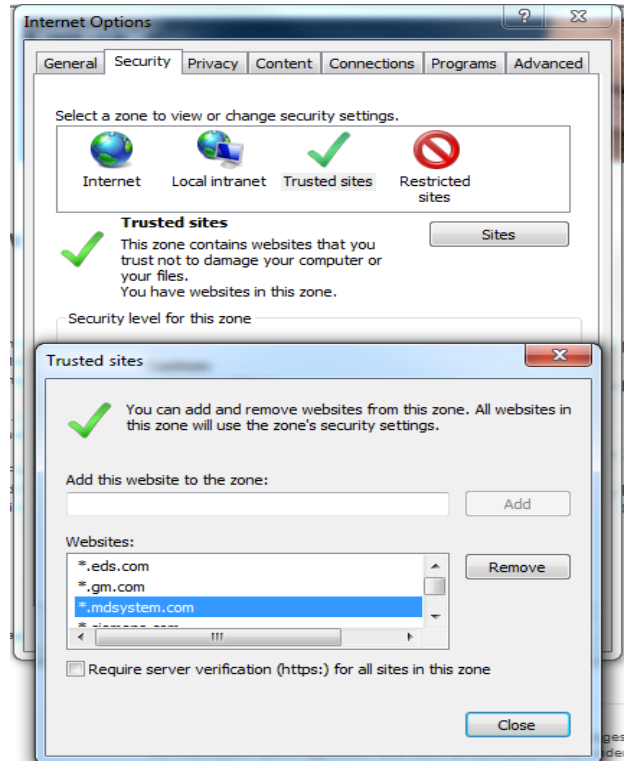 Internet Options
General Security Privacy Content Connections Programs Advanced
Select a zone to view or change security settings.
Internet Local intranet Trusted sites Restricted sites
Trusted sites
This zone contains websites that you
trust not to damage your computer or
your files.
You have websites in this zone.
Sites
Security level for this zone
Trusted sites
You can add and remove websites from this zone. All websites in
this zone will use the zone's security settings.
Add this website to the zone:
Add
Websites:
*.eds.com
*.gm.com
*.mdsystem.com
Remove
Require server verification (https:) for all sites in this zone
Close